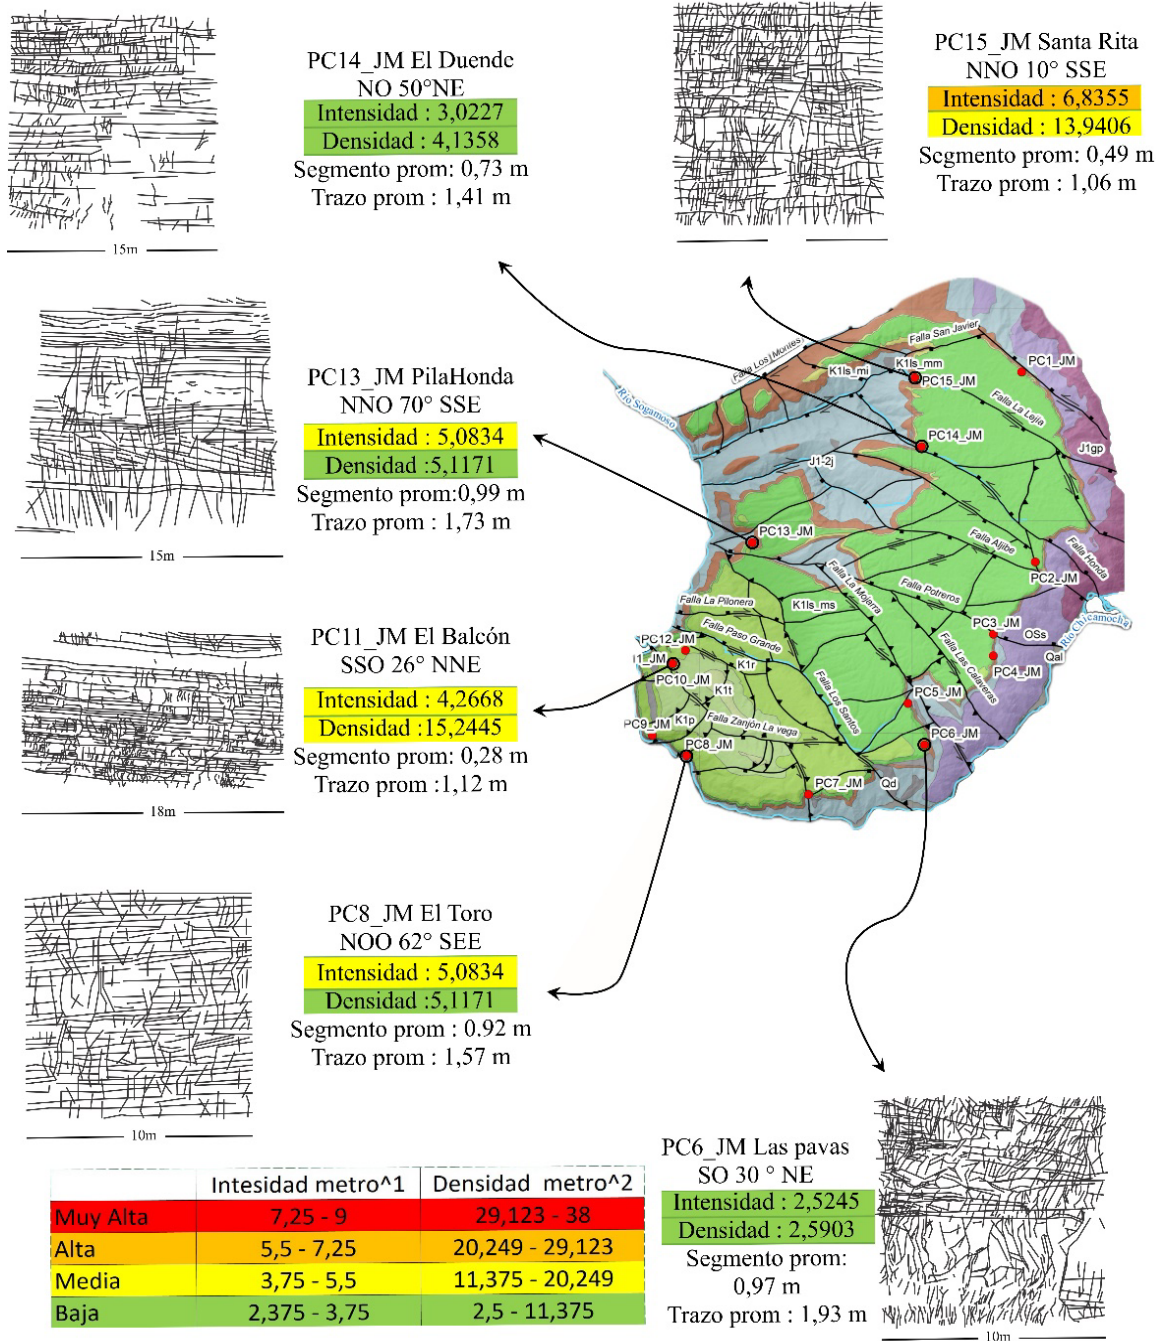 PC14_JM El Duende
NO 50°NE
Intensidad : 3,0227
Densidad : 4,1358
Segmento prom: 0,73 m
Trazo prom : 1,41 m
15m
PC15_JM Santa Rita
NNO 10° SSE
Intensidad : 6,8355
Densidad : 13,9406
Segmento prom: 0,49 m
Trazo prom : 1,06 m
PC13_JM PilaHonda
NNO 70° SSE
Intensidad : 5,0834
Densidad :5,1171
Segmento prom:0,99 m
Trazo prom : 1,73 m
15m
PC11_JM El Balcón
SSO 26° NNE
Intensidad : 4,2668
Densidad :15,2445
Segmento prom: 0,28 m
Trazo prom :1,12 m
18m
PC8_JM El Toro
NOO 62° SEE
Intensidad : 5,0834
Densidad :5,1171
Segmento prom : 0.92 m
Trazo prom : 1,57 m
10m
Falla San Javier
Falla Los Montes
K1ls_mi
K1ls_mm
PC1_JM
PC15_JM
Río Sogamoso
Falla La Lejía
PC14_JM
J1gp
J1-2j
PC13_JM
Falla Aljibe
Falla Honda
PC2_JM
Falla La Mojarra
Falla Potreros
Falla La Pilonera
K1ls_ms
Río Chicamocha
PC3_JM
OSs
Falla Paso Grande
PC12_JM
Qal
PC4_JM
i1_JM
K1r
Falla Las Calaveras
PC10_JM
K1t
PC5_JM
Falla Los Santos
PC9_JM
K1p
Falla Zanjón La vega
PC6_JM
PC8_JM
PC7_JM
Qd
Intesidad metro^1 Densidad metro^2
Muy Alta 7,25 - 9 29,123 - 38
Alta 5,5 - 7,25 20,249 - 29,123
Media 3,75 - 5,5 11,375 - 20,249
Baja 2,375 - 3,75 2,5 - 11,375
PC6_JM Las pavas
SO 30 ° NE
Intensidad : 2,5245
Densidad : 2,5903
Segmento prom:
0,97 m
Trazo prom : 1,93 m
10m